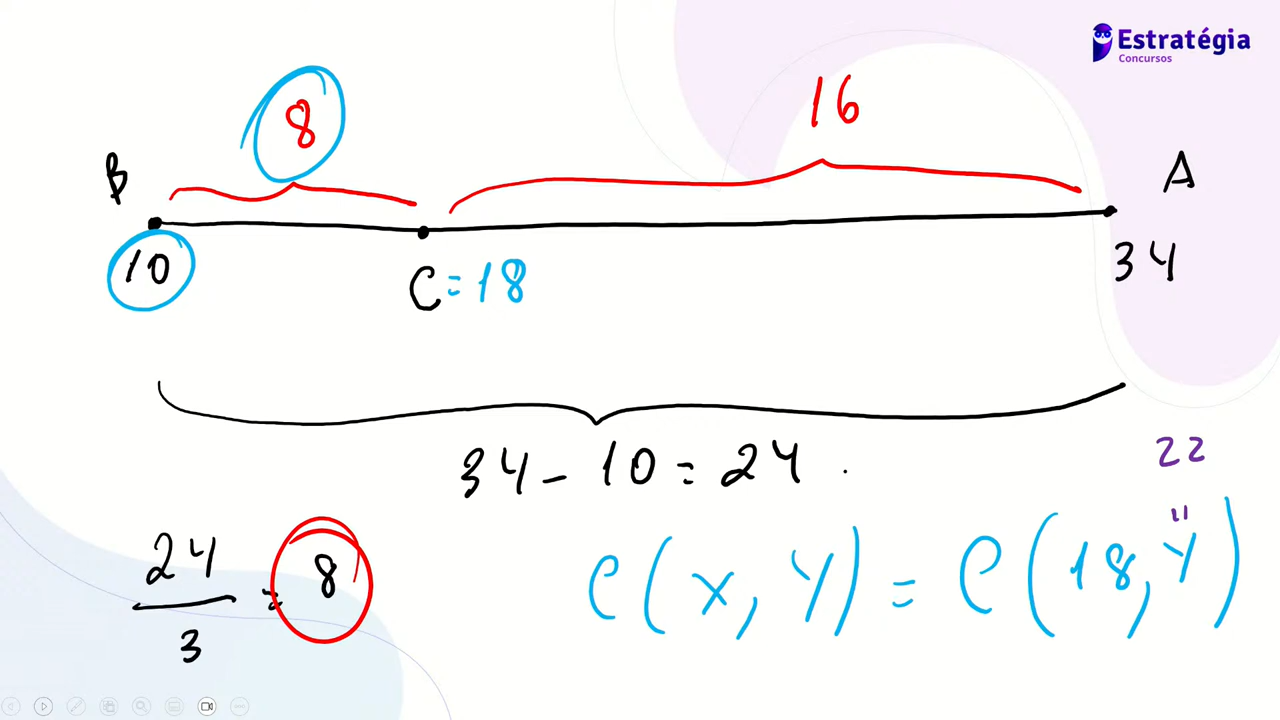 Estratégia
Concursos
8
16
B
A
10
C = 18
34
34 - 10 = 24
22
24
3
= 8
"
C(x, y) = C(18, y)